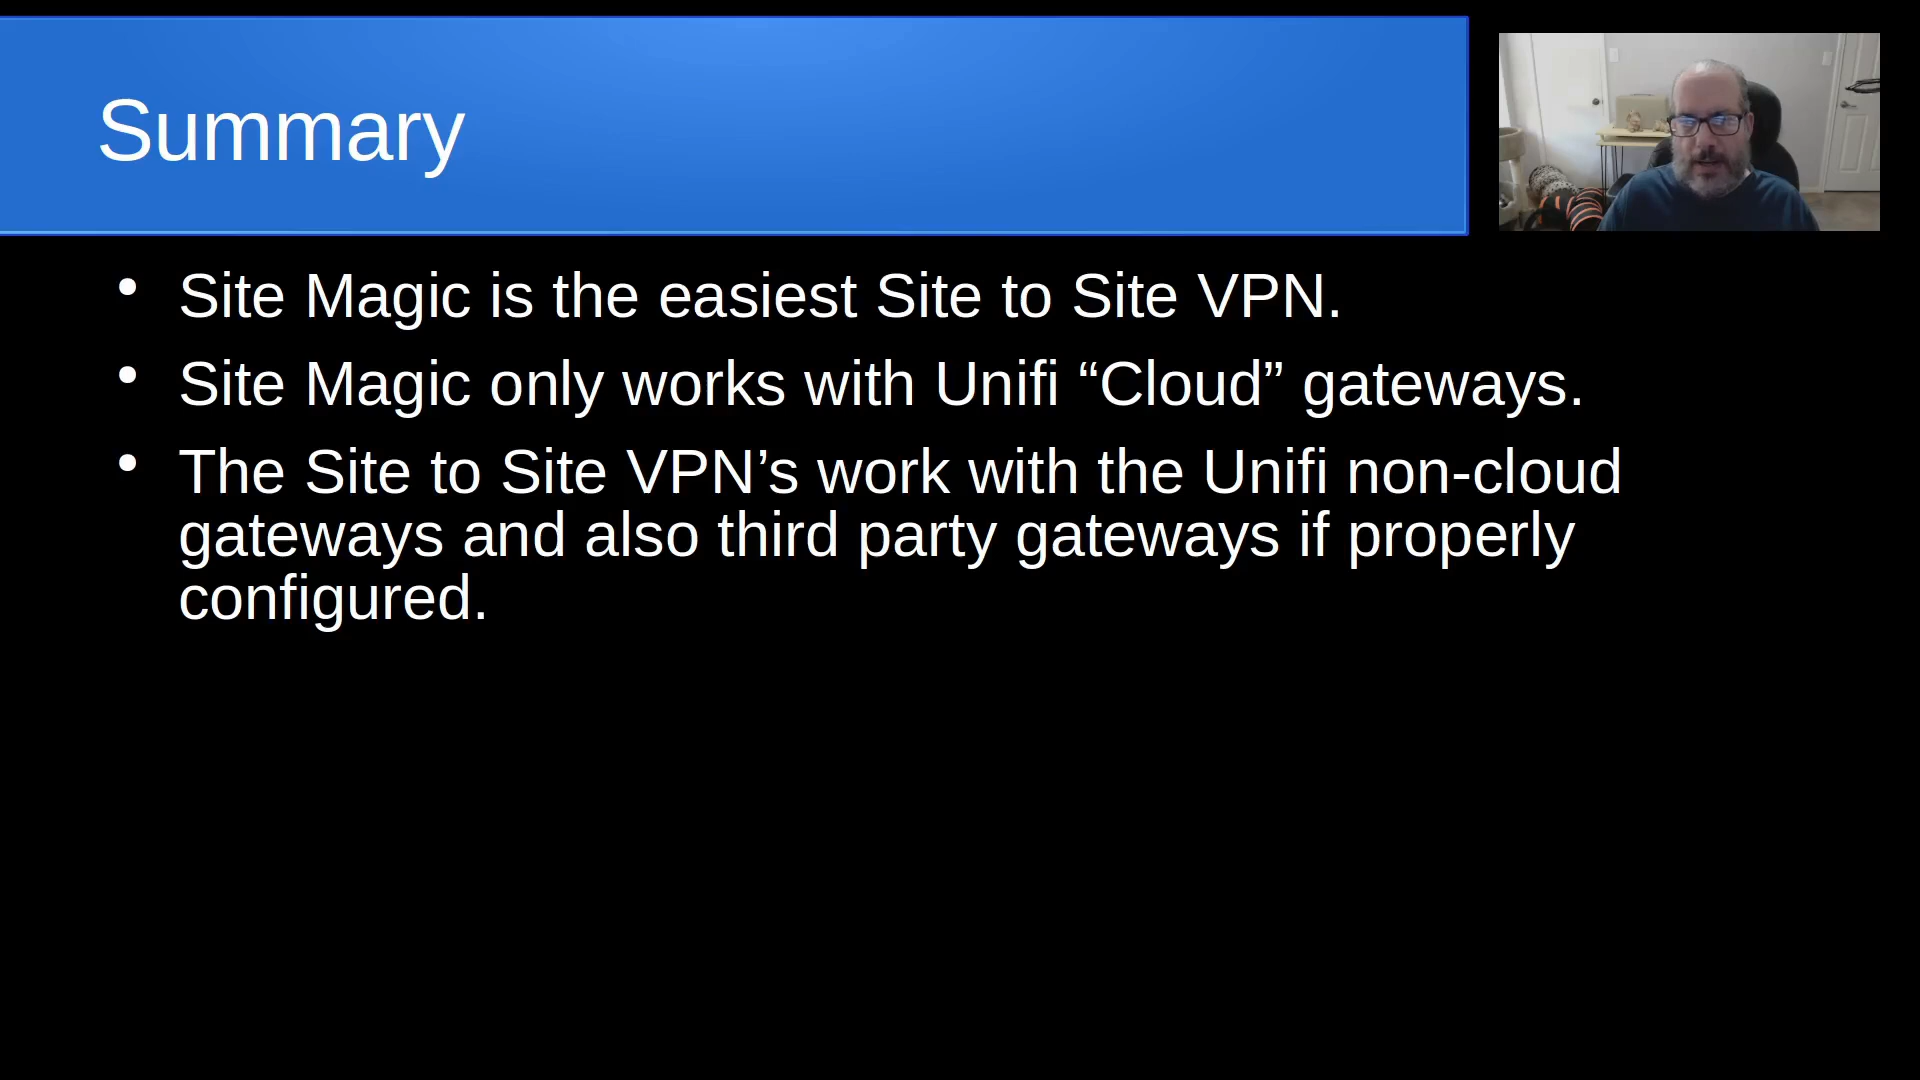 Summary
• Site Magic is the easiest Site to Site VPN.
• Site Magic only works with Unifi “Cloud” gateways.
• The Site to Site VPN’s work with the Unifi non-cloud
gateways and also third party gateways if properly
configured.